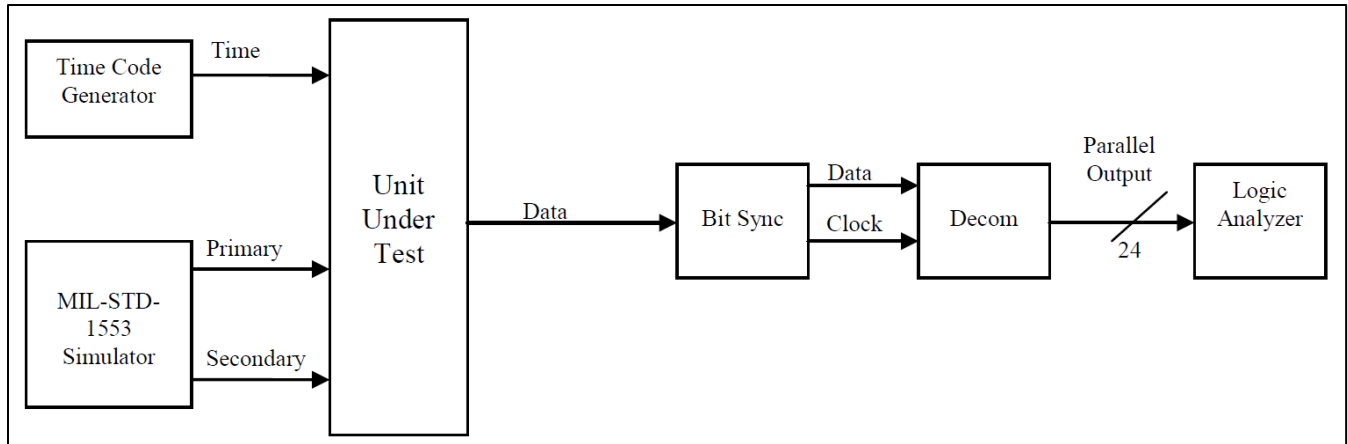 Time Code
Generator
Time
MIL-STD-
1553
Simulator
Primary
Secondary
Unit
Under
Test
Data
Bit Sync
Data
Clock
Decom
Parallel
Output
24
Logic
Analyzer